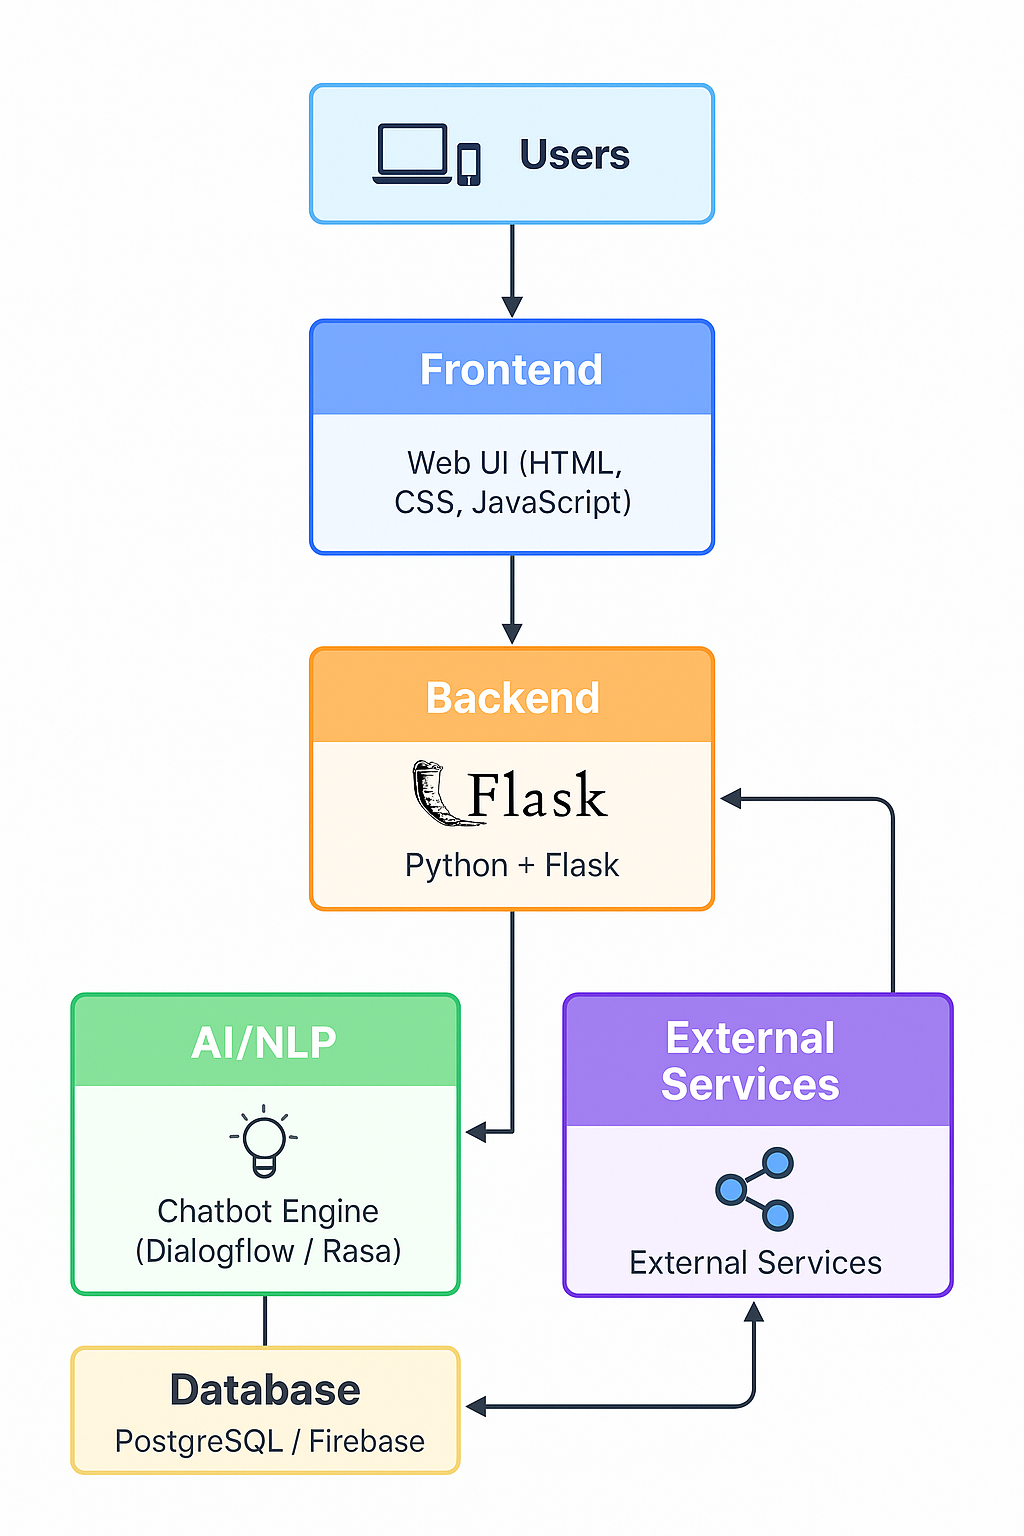 Users
Frontend
Web UI (HTML,
CSS, JavaScript)
Backend
Flask
Python + Flask
AI/NLP
Chatbot Engine
(Dialogflow / Rasa)
External
Services
External Services
Database
PostgreSQL / Firebase